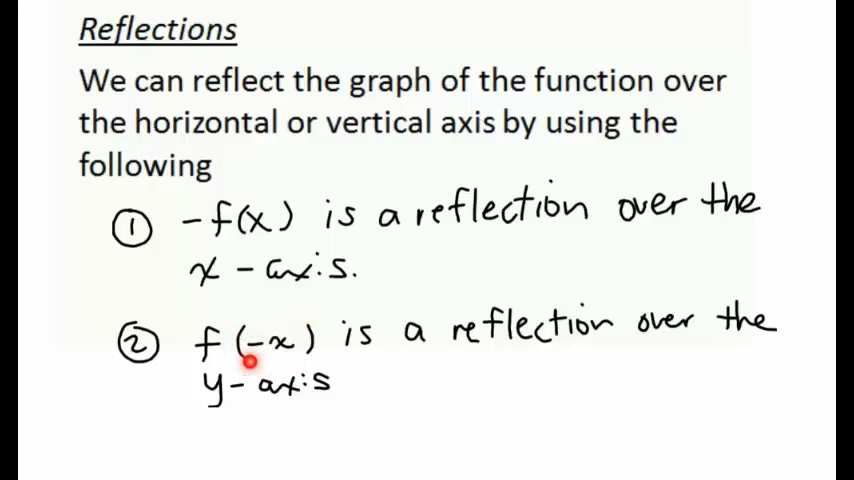 Reflections
We can reflect the graph of the function over
the horizontal or vertical axis by using the
following
① -f(x) is a reflection over the
x - axis.
② f(-x) is a reflection over the
y - axis